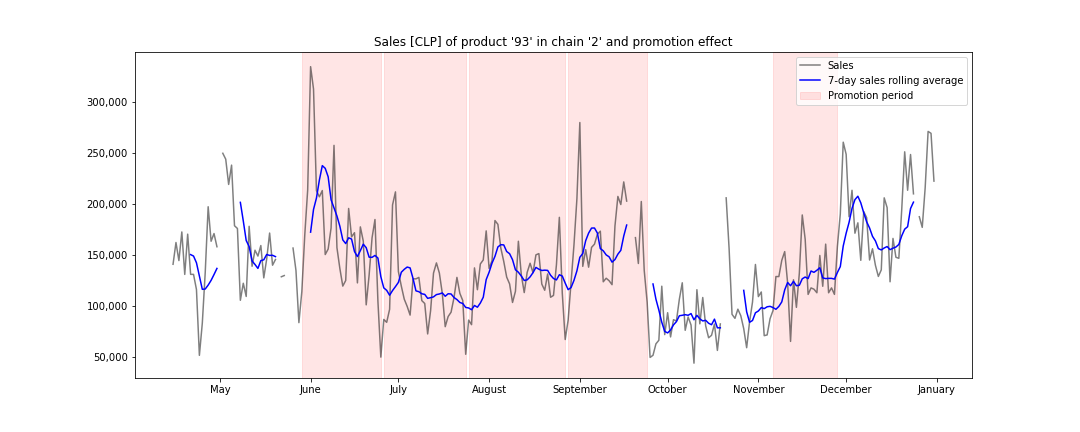 Sales [CLP] of product '93' in chain '2' and promotion effect
Sales
7-day sales rolling average
Promotion period
300,000
250,000
200,000
150,000
100,000
50,000
May June July August September October November December January